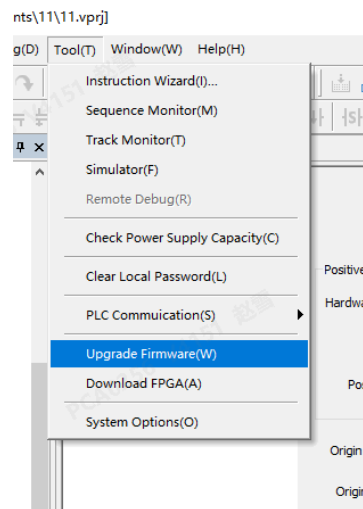 nts\11\11.vprj]
g(D) Tool(T) Window(W) Help(H)
Instruction Wizard(I)...
Sequence Monitor(M)
Track Monitor(T)
Simulator(F)
Remote Debug(R)
Check Power Supply Capacity(C)
Clear Local Password(L)
Positive
Hardwa
PLC Commuication(S)
Upgrade Firmware(W)
Download FPGA(A)
Po
System Options(O)
Origin
Origi